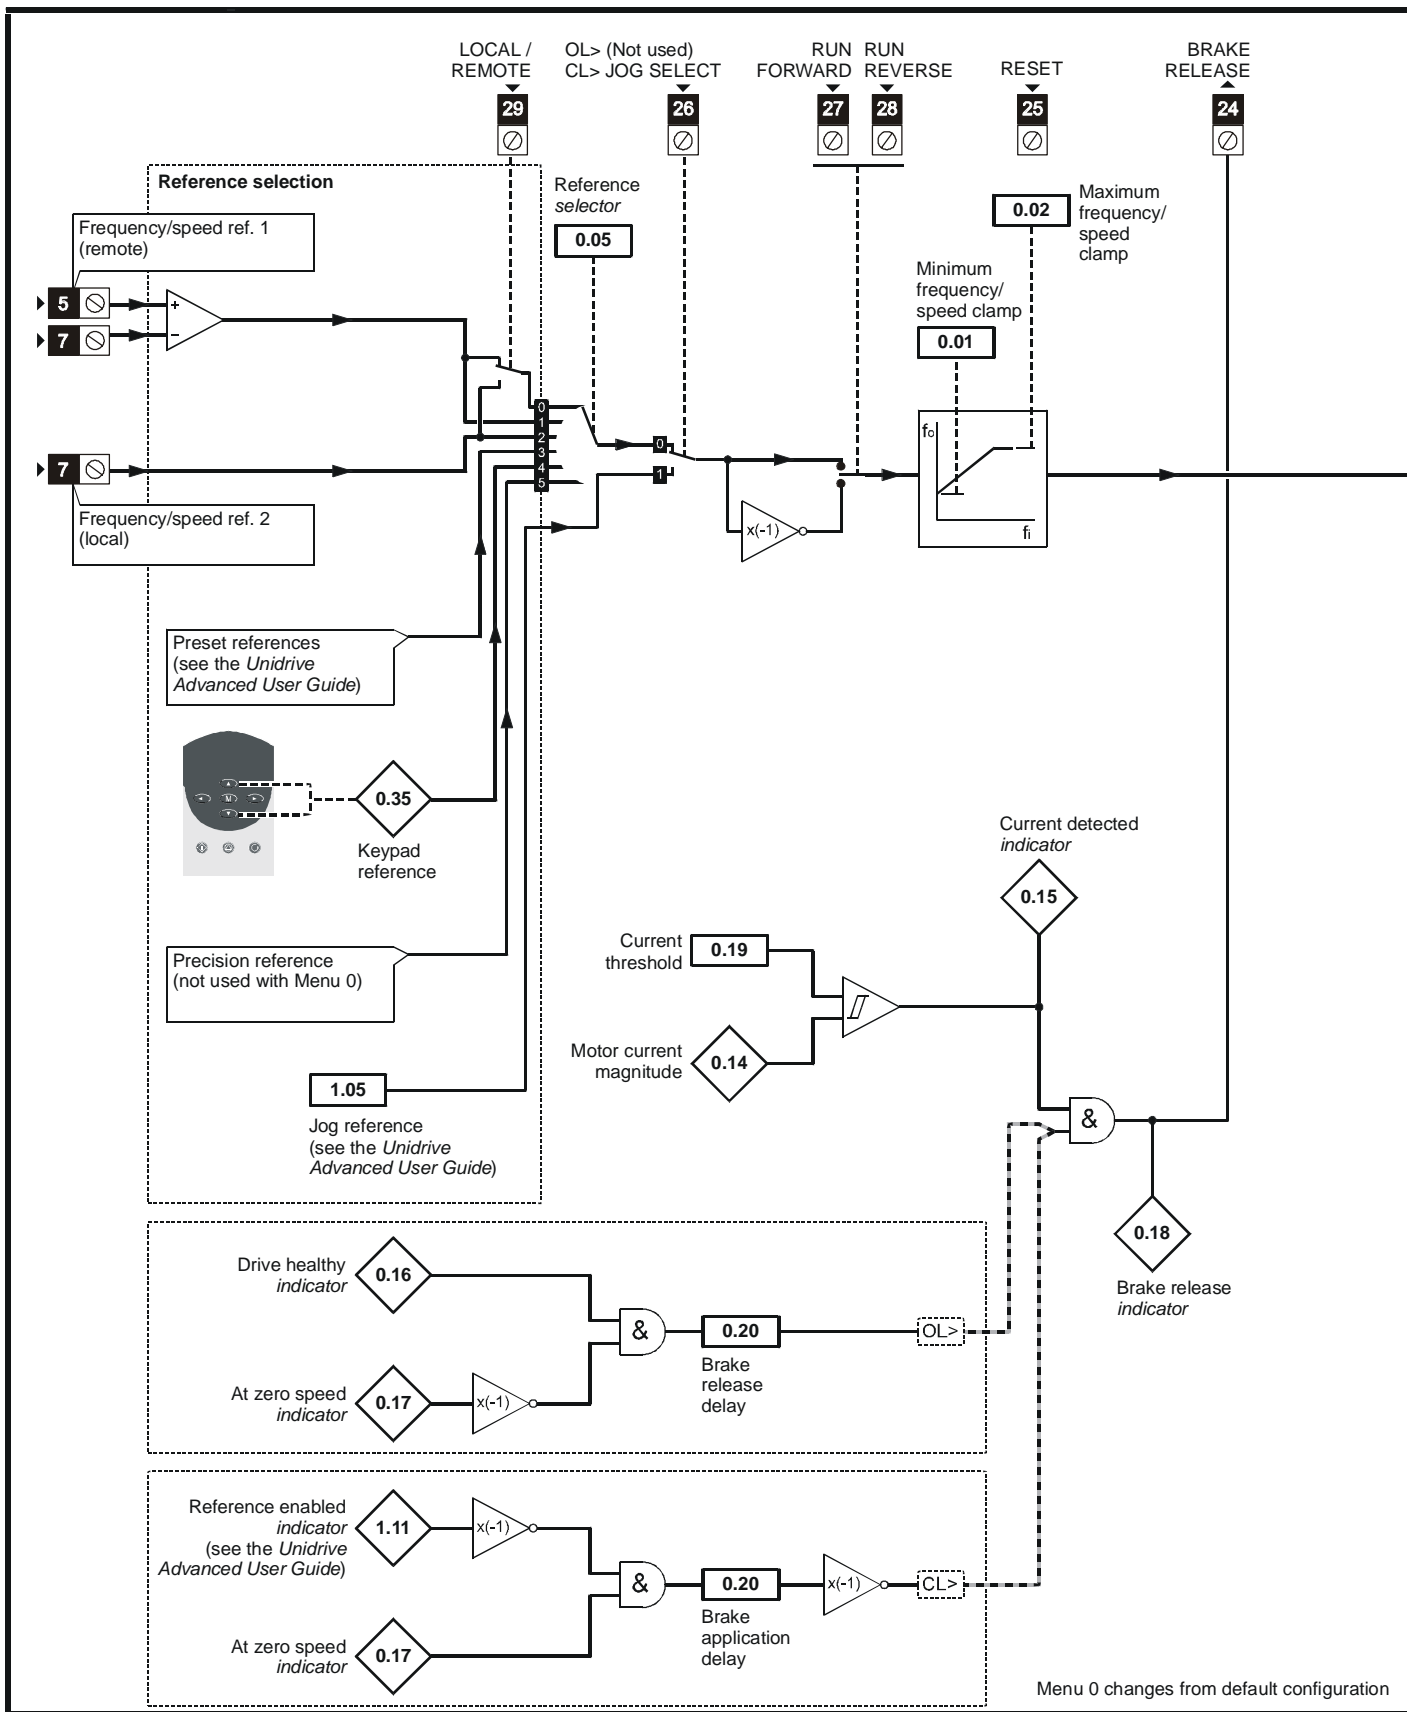 LOCAL /
REMOTE
OL> (Not used)
CL> JOG SELECT
RUN
FORWARD
RUN
REVERSE
RESET
BRAKE
RELEASE
29
26
27
28
25
24
Reference selection
Reference
selector
0.05
0.02
Maximum
frequency/
speed
clamp
Minimum
frequency/
speed clamp
0.01
Frequency/speed ref. 1
(remote)
5
+
7
−
0
1
2
3
4
5
0
1
7
Frequency/speed ref. 2
(local)
x(-1)
fo
fi
Preset references
(see the Unidrive
Advanced User Guide)
M
0.35
Keypad
reference
Current detected
indicator
0.15
Precision reference
(not used with Menu 0)
Current
threshold
0.19
Motor current
magnitude
0.14
1.05
Jog reference
(see the Unidrive
Advanced User Guide)
&
0.18
Brake release
indicator
Drive healthy
indicator
0.16
&
0.20
Brake
release
delay
OL>
At zero speed
indicator
0.17
x(-1)
Reference enabled
indicator
(see the Unidrive
Advanced User Guide)
1.11
x(-1)
&
0.20
Brake
application
delay
x(-1)
CL>
At zero speed
indicator
0.17
Menu 0 changes from default configuration